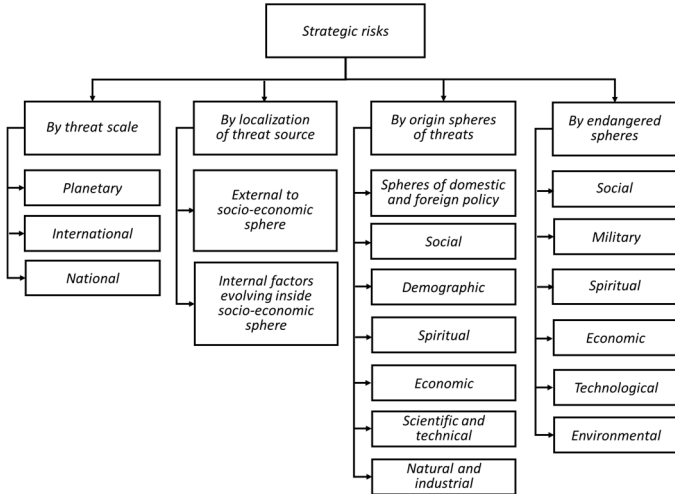 Strategic risks
By threat scale
Planetary
International
National
By localization
of threat source
External to
socio-economic
sphere
Internal factors
evolving inside
socio-economic
sphere
By origin spheres
of threats
Spheres of domestic
and foreign policy
Social
Demographic
Spiritual
Economic
Scientific and
technical
Natural and
industrial
By endangered
spheres
Social
Military
Spiritual
Economic
Technological
Environmental